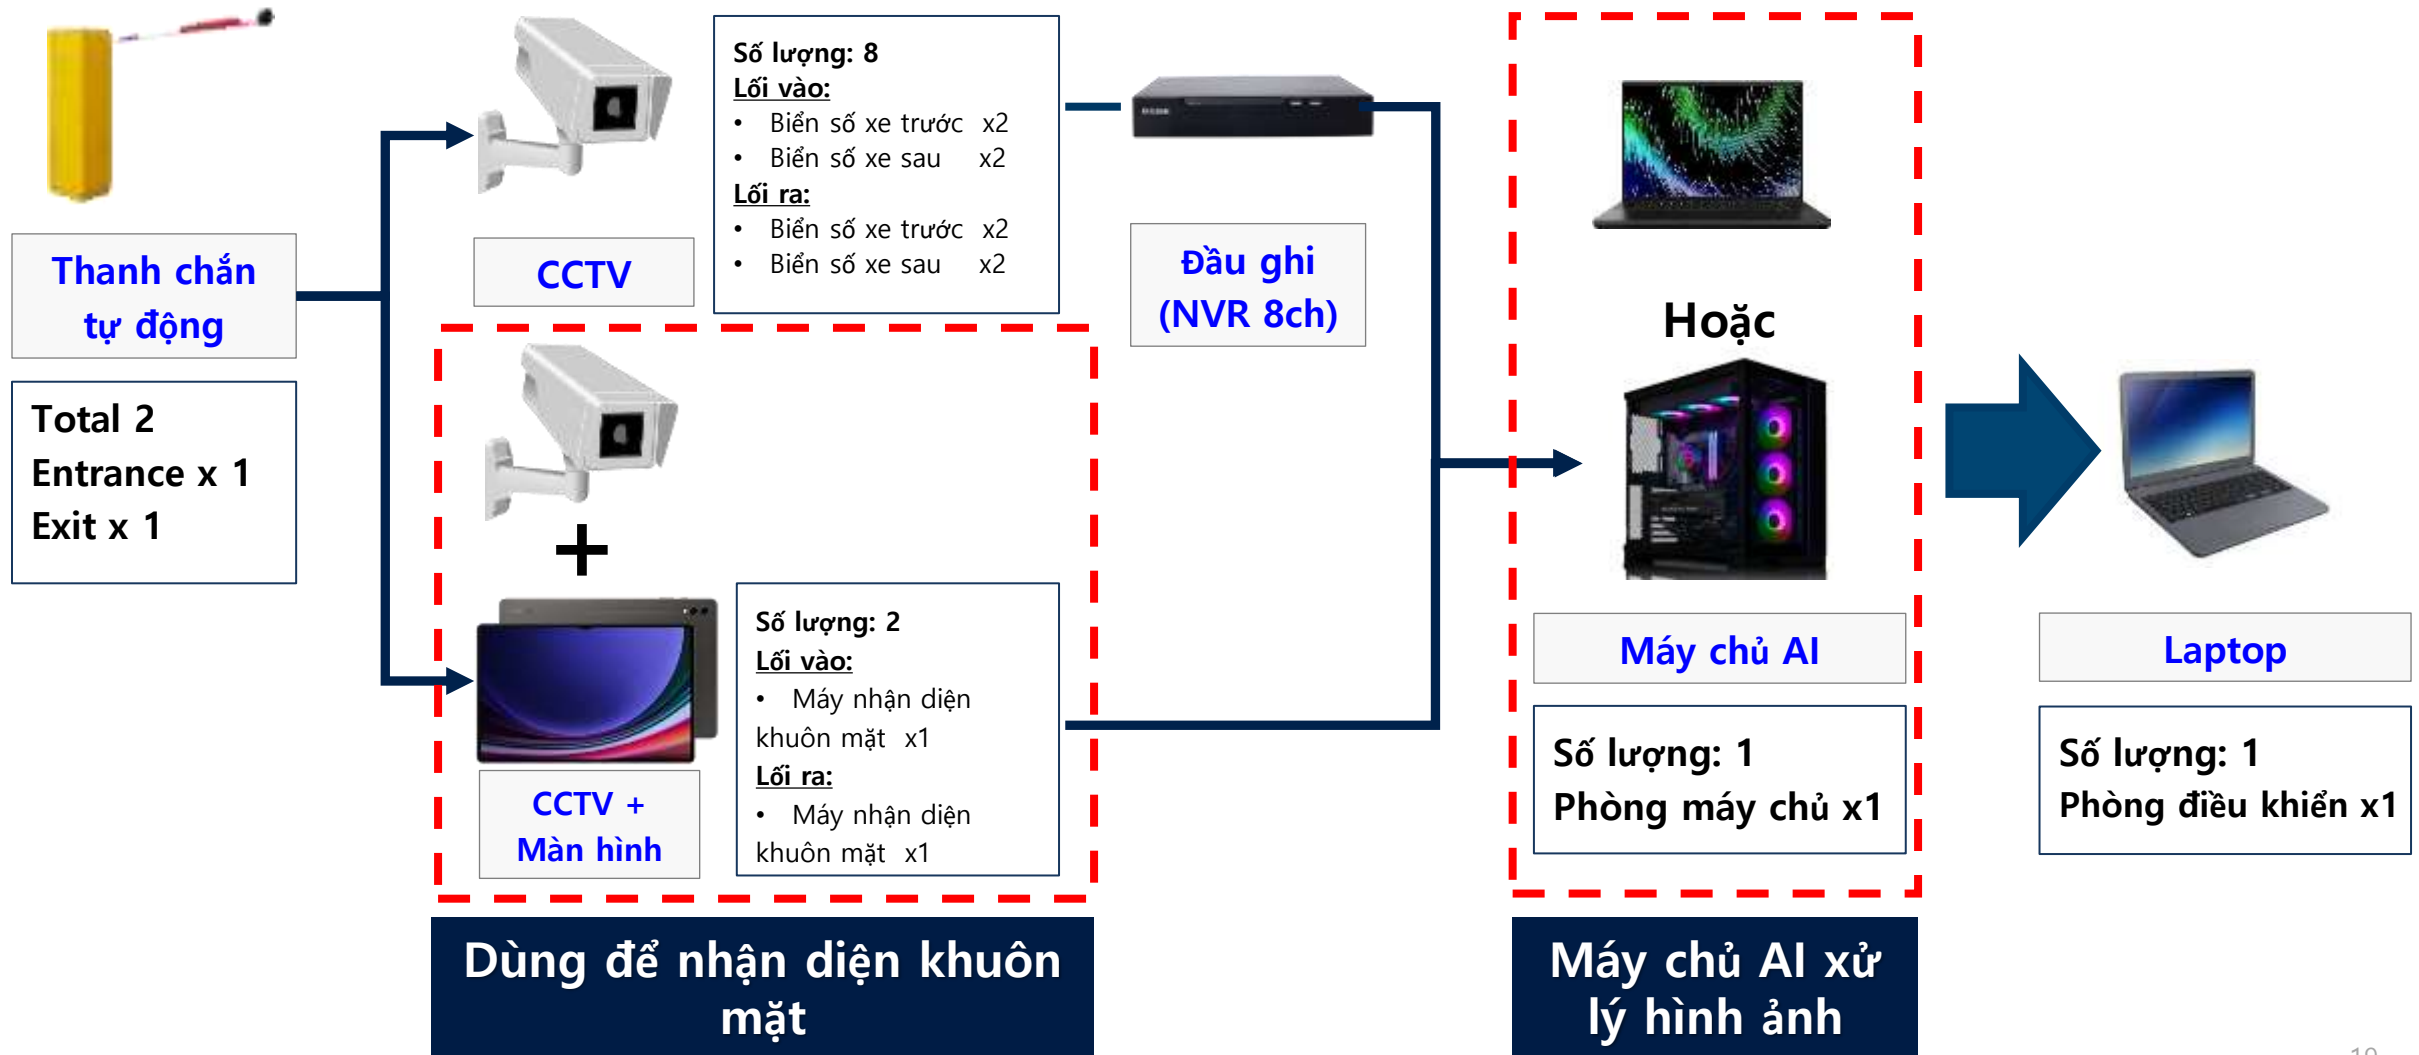 Thanh chắn
tự động
Total 2
Entrance x 1
Exit x 1
CCTV
Số lượng: 8
Lối vào:
• Biển số xe trước x2
• Biển số xe sau x2
Lối ra:
• Biển số xe trước x2
• Biển số xe sau x2
+
CCTV +
Màn hình
Số lượng: 2
Lối vào:
• Máy nhận diện
khuôn mặt x1
Lối ra:
• Máy nhận diện
khuôn mặt x1
Dùng để nhận diện khuôn
mặt
Đầu ghi
(NVR 8ch)
Hoặc
Máy chủ AI
Số lượng: 1
Phòng máy chủ x1
Máy chủ AI xử
lý hình ảnh
Laptop
Số lượng: 1
Phòng điều khiển x1